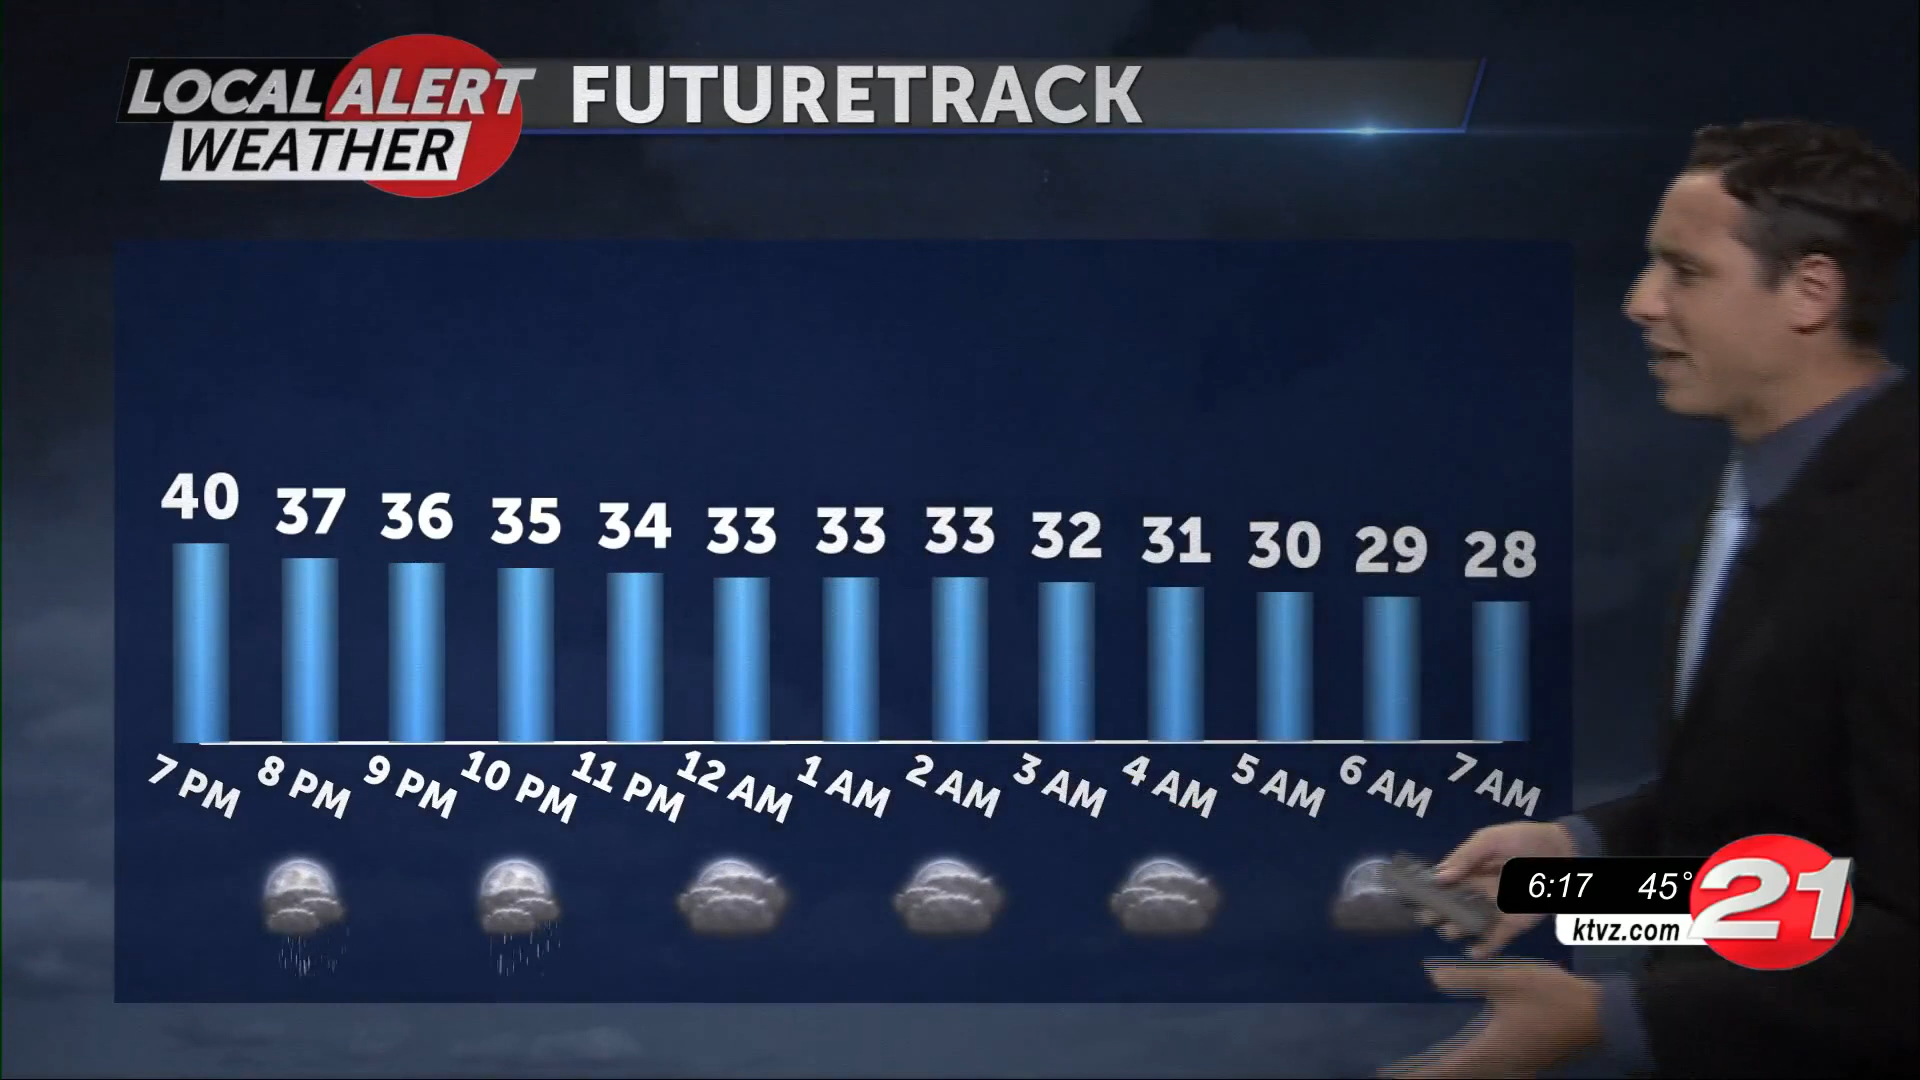 LOCAL ALERT
WEATHER
FUTURETRACK
40 37 36 35 34 33 33 33 32 31 30 29 28
7 PM 8 PM 9 PM 10 PM 11 PM 12 AM 1 AM 2 AM 3 AM 4 AM 5 AM 6 AM 7 AM
6:17 45° 21
ktvz.com